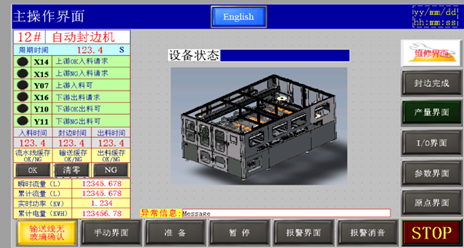 主操作界面
English
yy/mm/dd
hh:mm:ss
12# 自动封边机
周期时间 123.4 S
X14 上游OK入料请求
X15 上游NG入料请求
Y07 上游入料可
X16 下游出料请求
Y10 下游OK出料可
Y11 下游NG出料可
入料时间 封边时间 出料时间
123.4 123.4 123.4
流水线缓存 输送缓存 出料缓存
OK/NG OK/NG OK/NG
OK 清零 NG
瞬时流量 (L) 12345.678
累计流量 (L) 12345.678
实时功率 (KW) 1.234
累计电量 (KWH) 123456.78
设备状态
异常信息:Message
维修界面
封边完成
产量界面
I/O界面
参数界面
原点界面
输送线无
玻璃确认
手动界面
准 备
暂 停
报警界面
报警消音
STOP